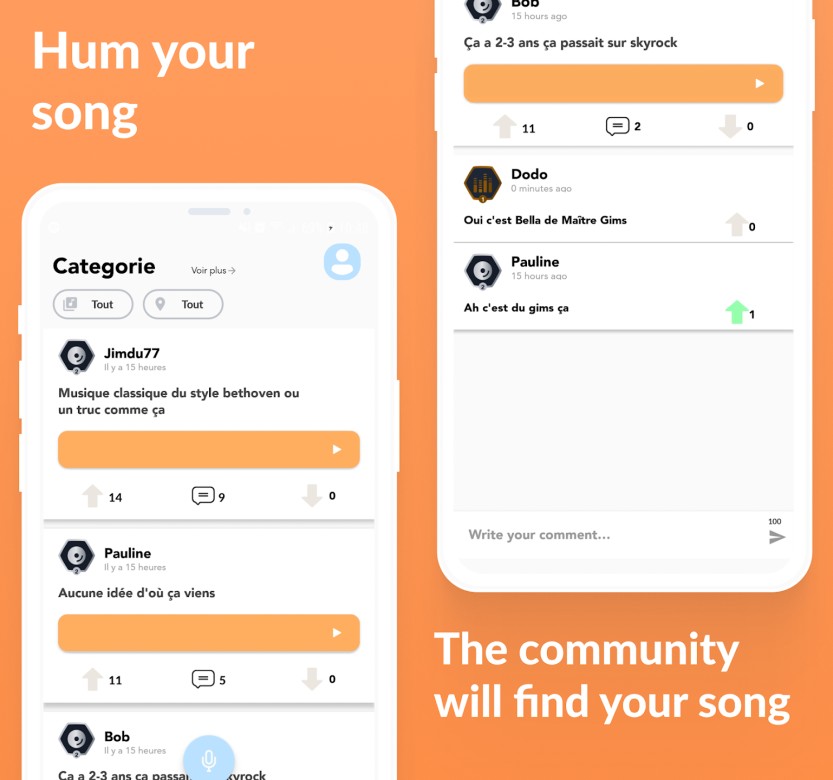 Hum your
song
Categorie
Voir plus→
Tout
Tout
Jimdu77
Il y a 15 heures
Musique classique du style bethoven ou
un truc comme ça
14
9
0
Pauline
Il y a 15 heures
Aucune idée d'où ça viens
11
5
0
Bob
Il y a 15 heures
Ça a 2-3 ans ça
Bob
15 hours ago
Ça a 2-3 ans ça passait sur skyrock
11
2
0
Dodo
0 minutes ago
Oui c'est Bella de Maître Gims
0
Pauline
15 hours ago
Ah c'est du gims ça
1
100
Write your comment...
The community
will find your song